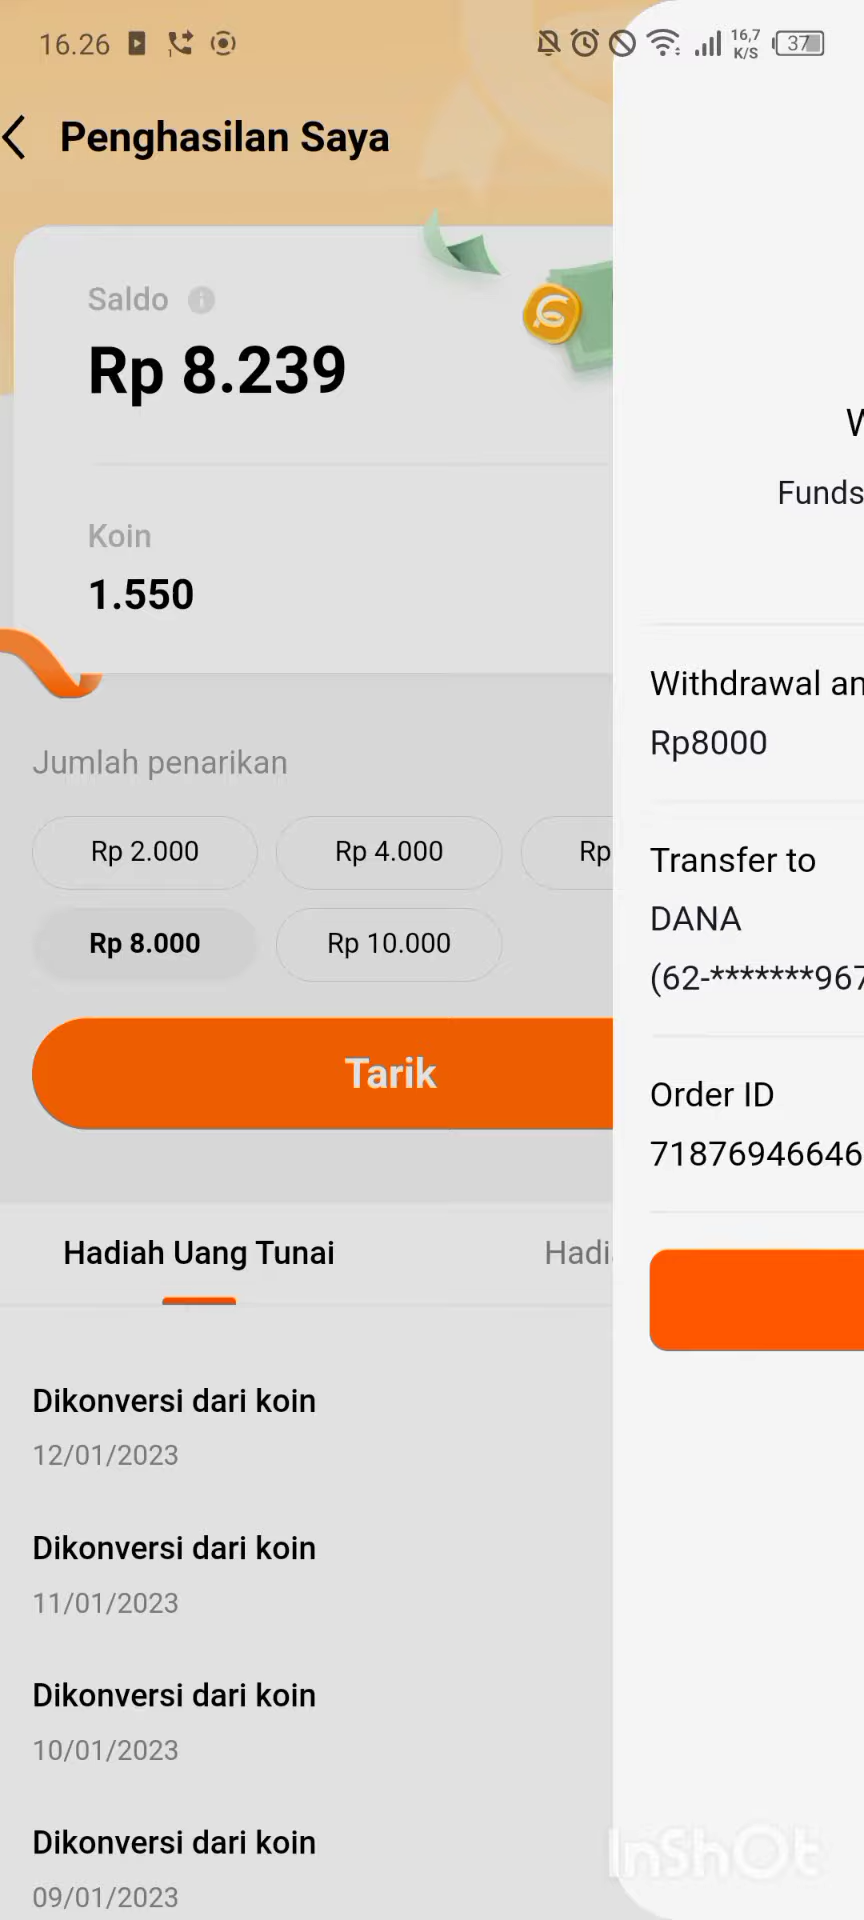 16.26
16,7 K/S
37
Penghasilan Saya
Saldo
Rp 8.239
Koin
1.550
Jumlah penarikan
Rp 2.000
Rp 4.000
Rp
Rp 8.000
Rp 10.000
Tarik
Hadiah Uang Tunai
Hadi
Dikonversi dari koin
12/01/2023
Dikonversi dari koin
11/01/2023
Dikonversi dari koin
10/01/2023
Dikonversi dari koin
09/01/2023
W
Funds
Withdrawal am
Rp8000
Transfer to
DANA
(62-*******967
Order ID
71876946646
InShOt